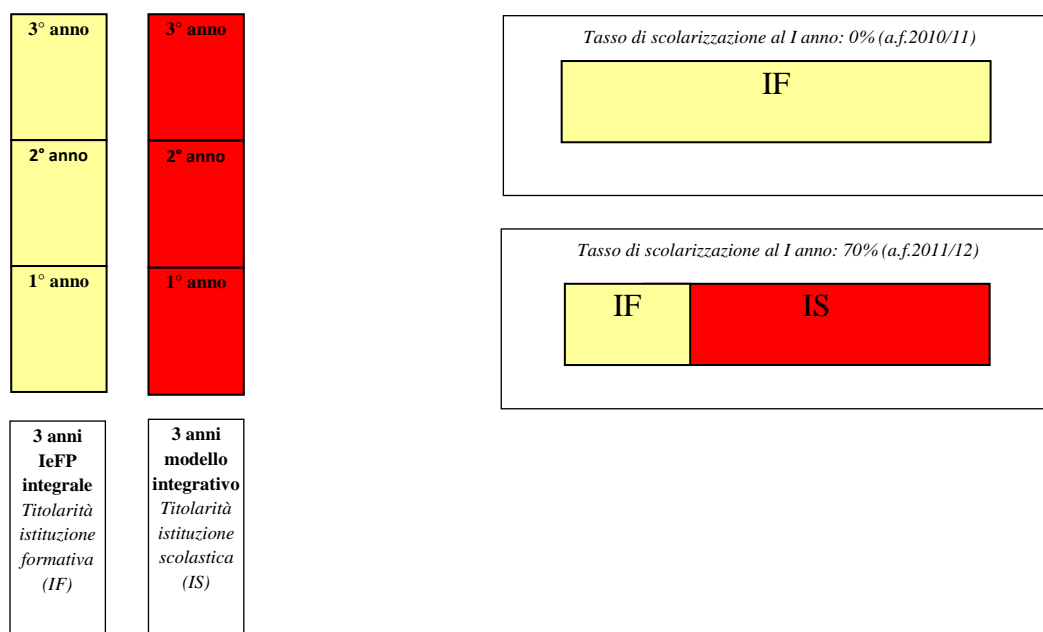 3° anno
2° anno
1° anno
3 anni
IeFP
integrale
Titolarità
istituzione
formativa
(IF)
3° anno
2° anno
1° anno
3 anni
modello
integrativo
Titolarità
istituzione
scolastica
(IS)
Tasso di scolarizzazione al I anno: 0% (a.f.2010/11)
IF
Tasso di scolarizzazione al I anno: 70% (a.f.2011/12)
IF
IS